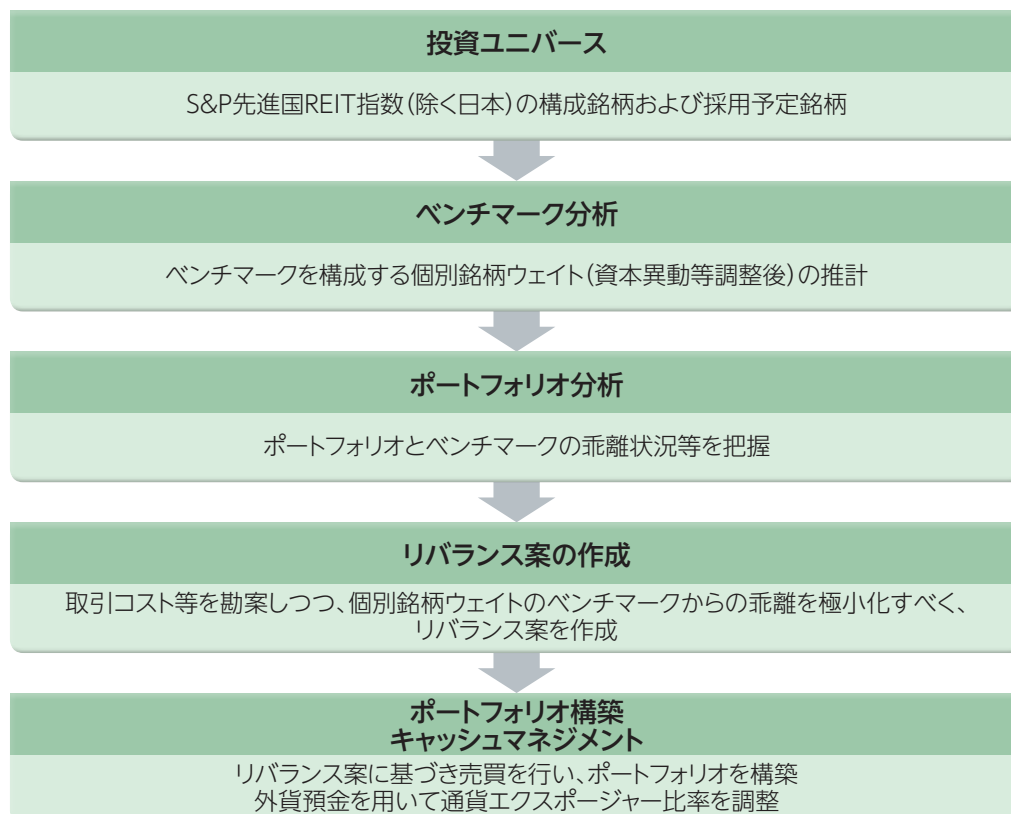 投資ユニバース
S&P先進国REIT指数(除く日本)の構成銘柄および採用予定銘柄
ベンチマーク分析
ベンチマークを構成する個別銘柄ウェイト(資本異動等調整後)の推計
ポートフォリオ分析
ポートフォリオとベンチマークの乖離状況等を把握
リバランス案の作成
取引コスト等を勘案しつつ、個別銘柄ウェイトのベンチマークからの乖離を極小化すべく、
リバランス案を作成
ポートフォリオ構築
キャッシュマネジメント
リバランス案に基づき売買を行い、ポートフォリオを構築
外貨預金を用いて通貨エクスポージャー比率を調整